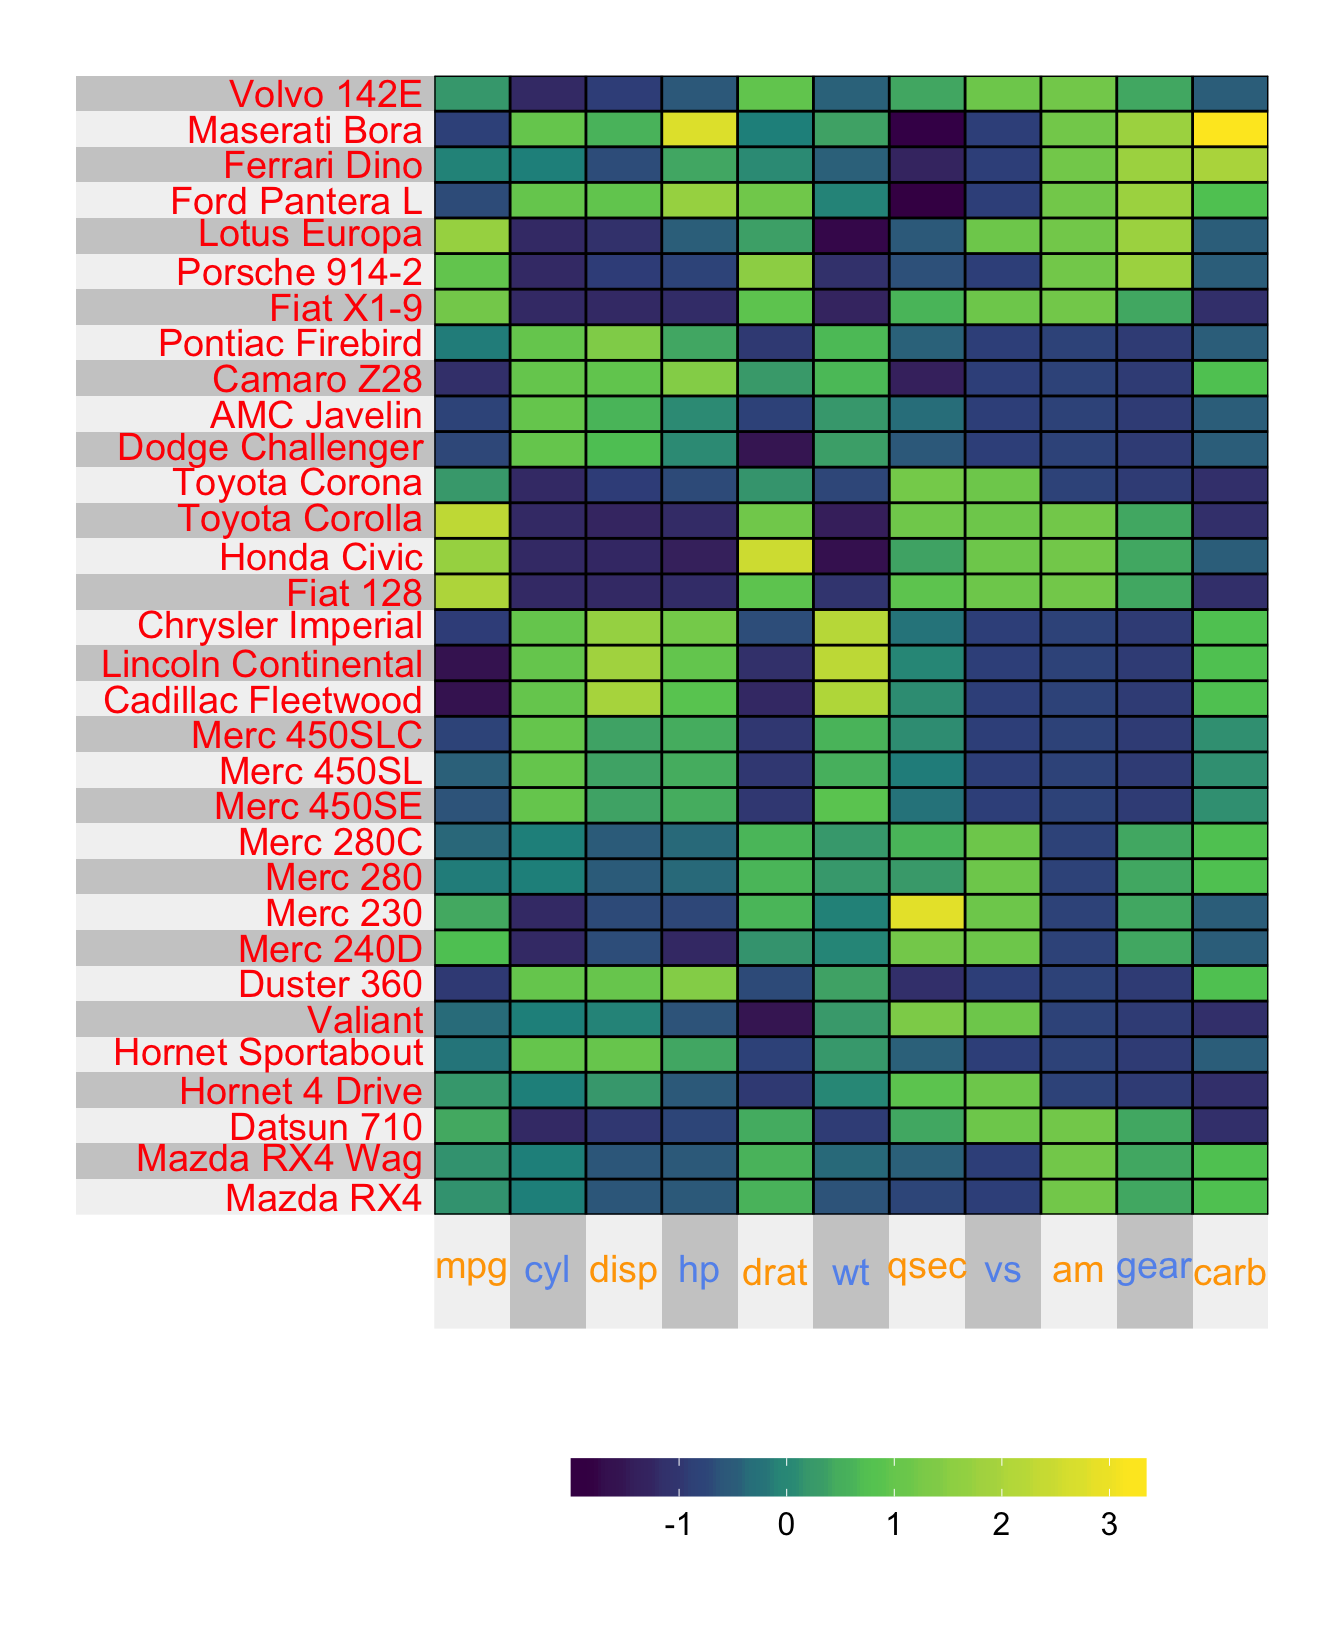 Volvo 142E
Maserati Bora
Ferrari Dino
Ford Pantera L
Lotus Europa
Porsche 914-2
Fiat X1-9
Pontiac Firebird
Camaro Z28
AMC Javelin
Dodge Challenger
Toyota Corona
Toyota Corolla
Honda Civic
Fiat 128
Chrysler Imperial
Lincoln Continental
Cadillac Fleetwood
Merc 450SLC
Merc 450SL
Merc 450SE
Merc 280C
Merc 280
Merc 230
Merc 240D
Duster 360
Valiant
Hornet Sportabout
Hornet 4 Drive
Datsun 710
Mazda RX4 Wag
Mazda RX4
mpg cyl disp hp drat wt qsec vs am gear carb
-1 0 1 2 3